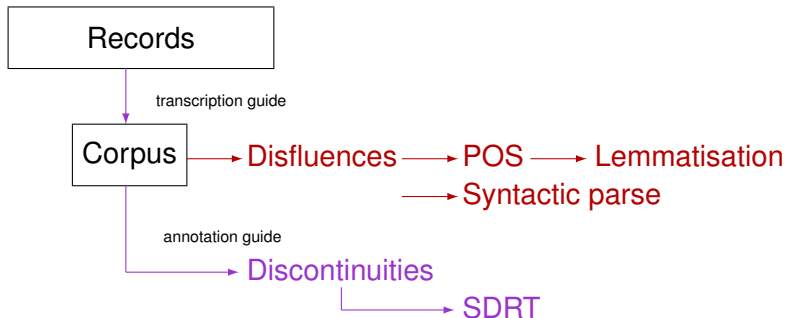 Records
transcription guide
Corpus
Disfluences
POS
Lemmatisation
Syntactic parse
annotation guide
Discontinuities
SDRT